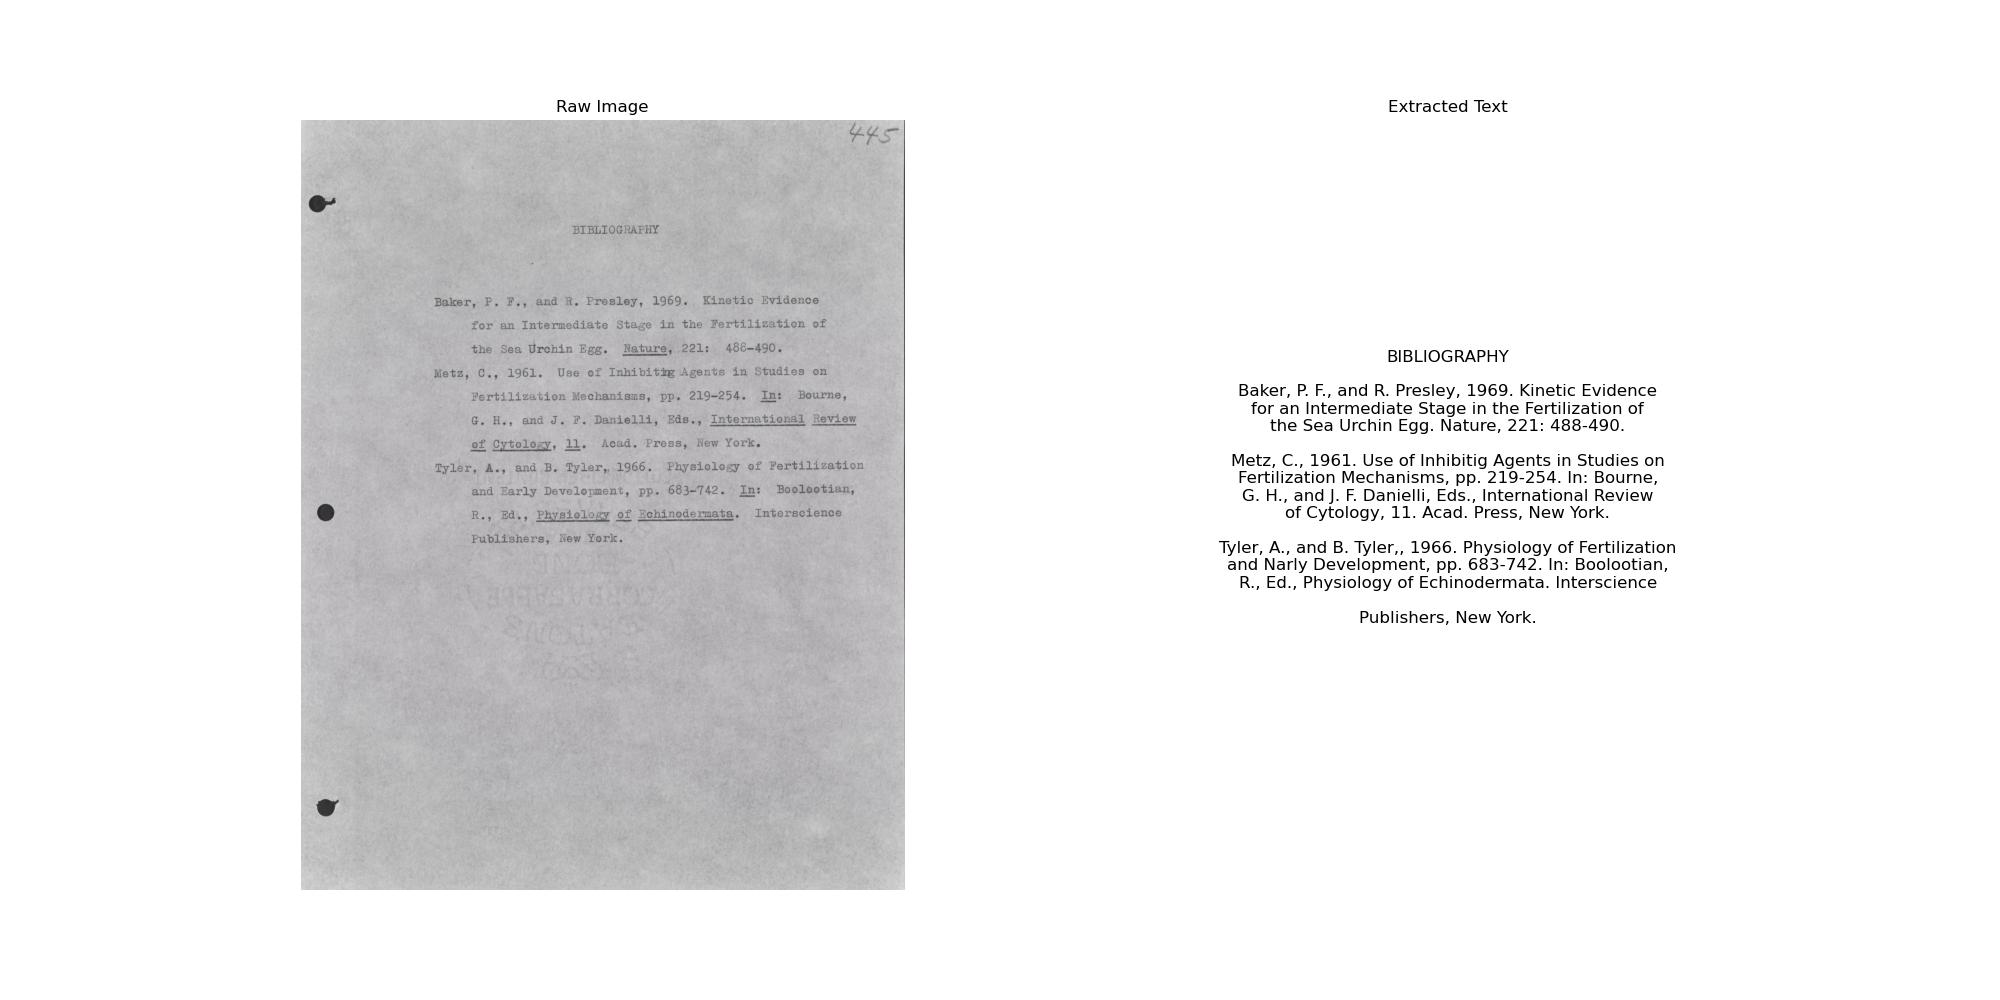 Raw Image
445
BIBLIOGRAPHY
Baker, P. F., and R. Presley, 1969. Kinetic Evidence
for an Intermediate Stage in the Fertilization of
the Sea Urchin Egg. Nature, 221: 488-490.
Metz, C., 1961. Use of Inhibitig Agents in Studies on
Fertilization Mechanisms, pp. 219-254. In: Bourne,
G. H., and J. F. Danielli, Eds., International Review
of Cytology, 11. Acad. Press, New York.
Tyler, A., and B. Tyler,, 1966. Physiology of Fertilization
and Early Development, pp. 683-742. In: Boolootian,
R., Ed., Physiology of Echinodermata. Interscience
Publishers, New York.
Extracted Text
BIBLIOGRAPHY
Baker, P. F., and R. Presley, 1969. Kinetic Evidence
for an Intermediate Stage in the Fertilization of
the Sea Urchin Egg. Nature, 221: 488-490.
Metz, C., 1961. Use of Inhibitig Agents in Studies on
Fertilization Mechanisms, pp. 219-254. In: Bourne,
G. H., and J. F. Danielli, Eds., International Review
of Cytology, 11. Acad. Press, New York.
Tyler, A., and B. Tyler,, 1966. Physiology of Fertilization
and Narly Development, pp. 683-742. In: Boolootian,
R., Ed., Physiology of Echinodermata. Interscience
Publishers, New York.